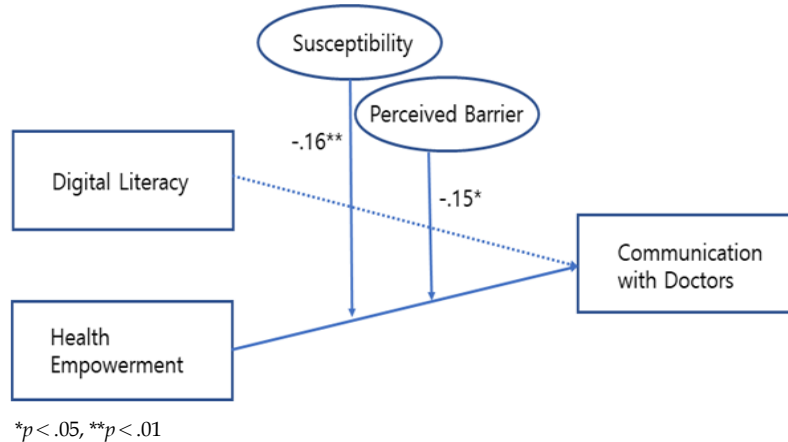 Susceptibility
Perceived Barrier
-.16**
Digital Literacy
-.15*
Communication
with Doctors
Health
Empowerment
*p < .05, **p < .01